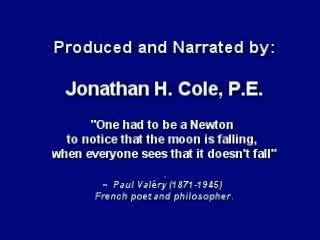 Produced and Narrated by:
Jonathan H. Cole, P.E.
"One had to be a Newton
to notice that the moon is falling,
when everyone sees that it doesn't fall"
~ Paul Valéry (1871-1945)
French poet and philosopher.